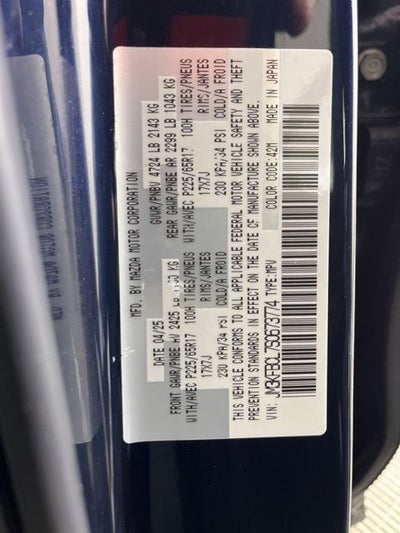 MFD. BY MAZDA MOTOR CORPORATION
DATE 04/25 GVWR/PNBV 4724 LB 2143 KG
FRONT GAWR/PNBE AV 2425 LB KG REAR GAWR/PNBE AR 2299 LB 1043 KG
WITH/AVEC P225/65R17 100H TIRES/PNEUS WITH/AVEC P225/65R17 100H TIRES/PNEUS
17X7J RIMS/JANTES 17X7J RIMS/JANTES
230 KPA/34 PSI COLD/A FROID 230 KPA/34 PSI COLD/A FROID
THIS VEHICLE CONFORMS TO ALL APPLICABLE FEDERAL MOTOR VEHICLE SAFETY AND THEFT
PREVENTION STANDARDS IN EFFECT ON THE DATE OF MANUFACTURE SHOWN ABOVE.
JM3KFBCL7S0673774 TYPE:MPV COLOR CODE:42M MADE IN JAPAN